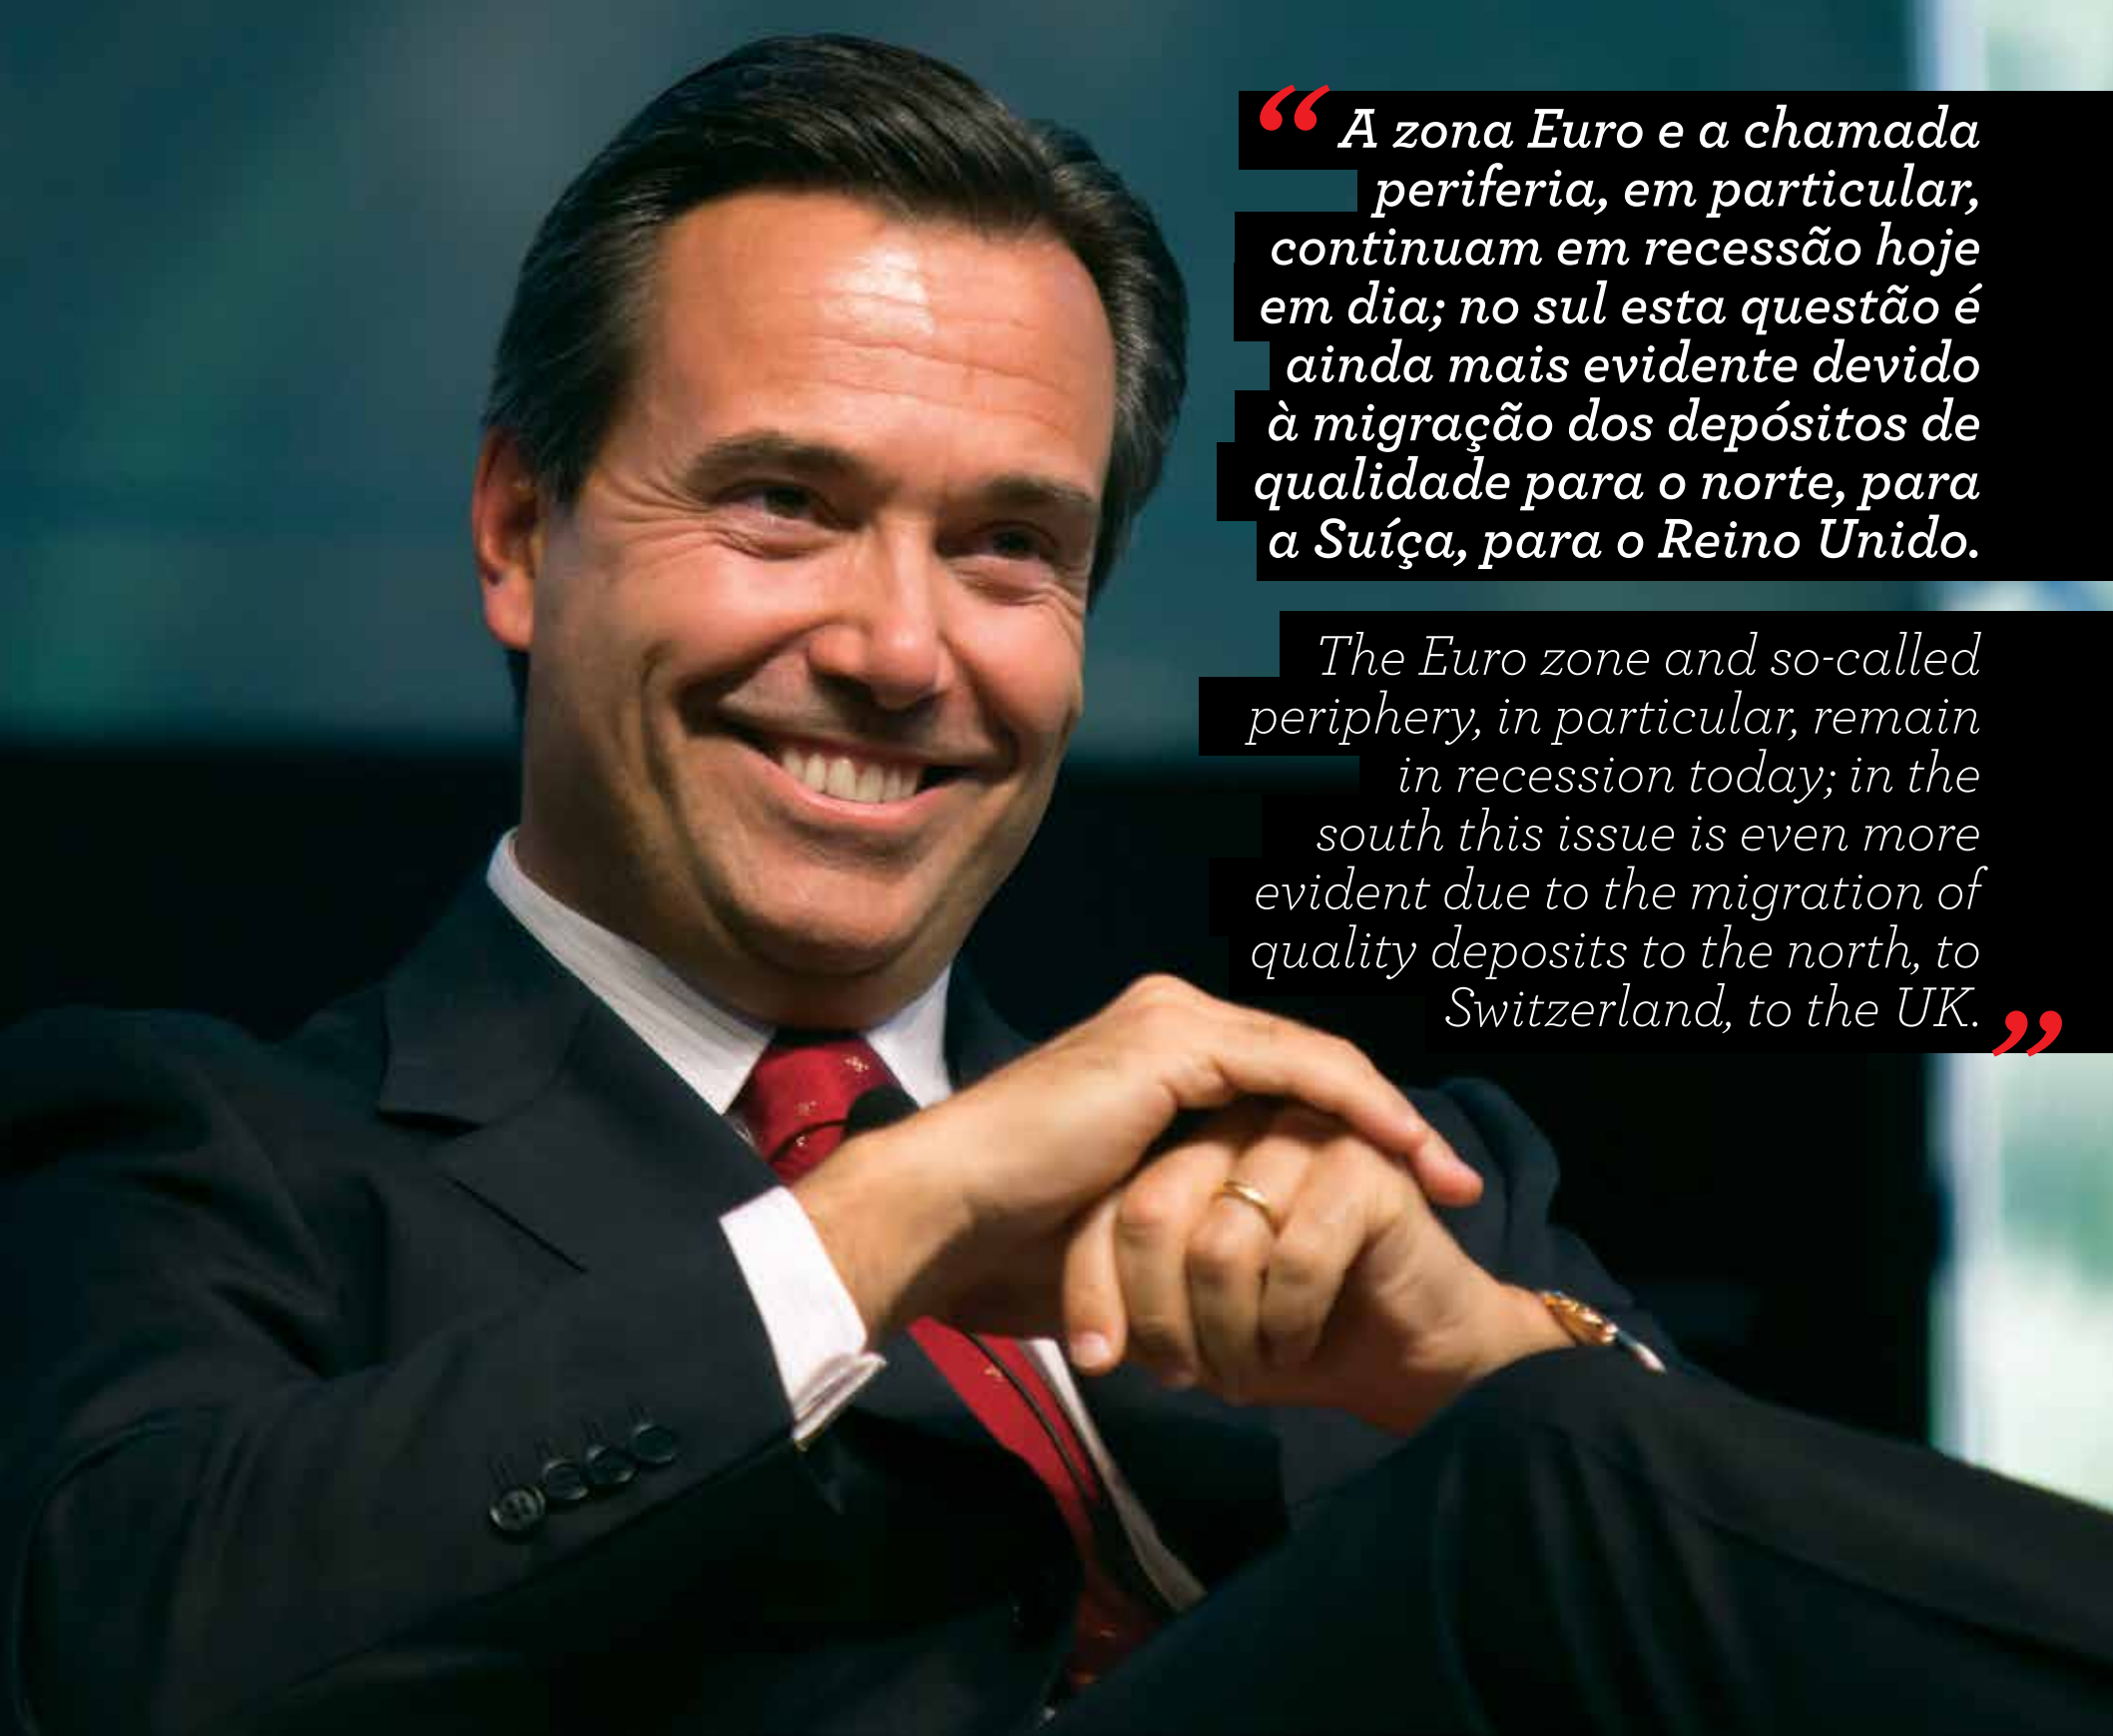 “ A zona Euro e a chamada
periferia, em particular,
continuam em recessão hoje
em dia; no sul esta questão é
ainda mais evidente devido
à migração dos depósitos de
qualidade para o norte, para
a Suíça, para o Reino Unido.
The Euro zone and so-called
periphery, in particular, remain
in recession today; in the
south this issue is even more
evident due to the migration of
quality deposits to the north, to
Switzerland, to the UK. ”